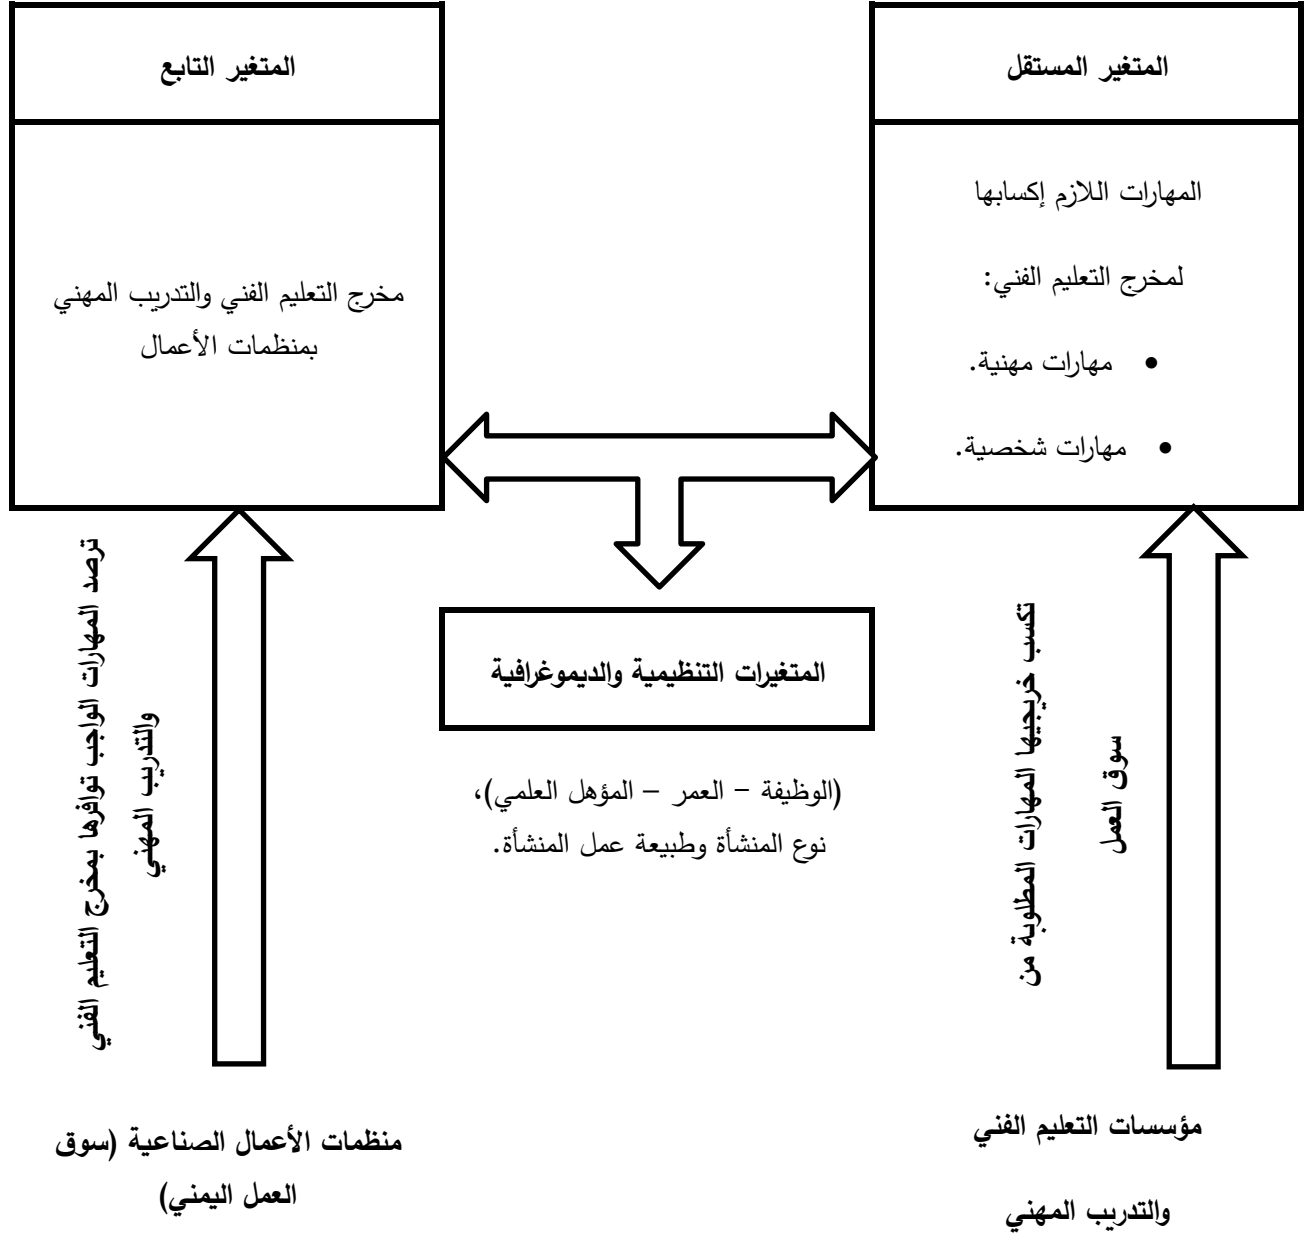 المتغير المستقل
المهارات اللازم إكسابها
لمخرج التعليم الفني:
• مهارات مهنية.
• مهارات شخصية.
المتغير التابع
مخرج التعليم الفني والتدريب المهني
بمنظمات الأعمال
المتغيرات التنظيمية والديموغرافية
(الوظيفة – العمر – المؤهل العلمي)،
نوع المنشأة وطبيعة عمل المنشأة.
تكسب خريجيها المهارات المطلوبة من
سوق العمل
ترصد المهارات الواجب توافرها بمخرج التعليم الفني
والتدريب المهني
مؤسسات التعليم الفني
والتدريب المهني
منظمات الأعمال الصناعية (سوق
العمل اليمني)